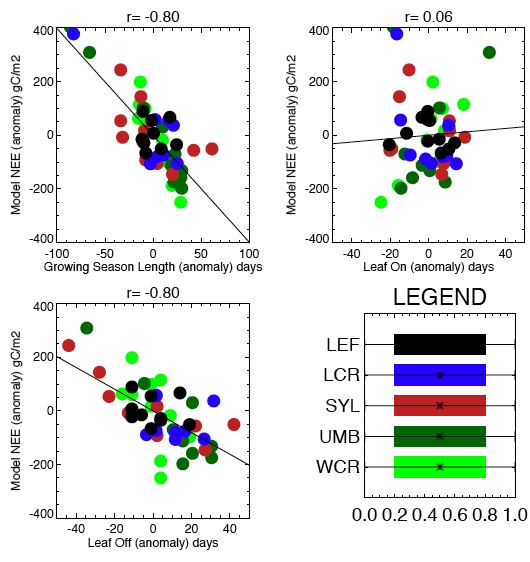 r= -0.80
Model NEE (anomaly) gC/m2
400
200
0
-200
-400
-100 -50 0 50 100
Growing Season Length (anomaly) days
r= 0.06
Model NEE (anomaly) gC/m2
400
200
0
-200
-400
-40 -20 0 20 40
Leaf On (anomaly) days
r= -0.80
Model NEE (anomaly) gC/m2
400
200
0
-200
-400
-40 -20 0 20 40
Leaf Off (anomaly) days
LEGEND
LEF
LCR
SYL
UMB
WCR
0.0 0.2 0.4 0.6 0.8 1.0